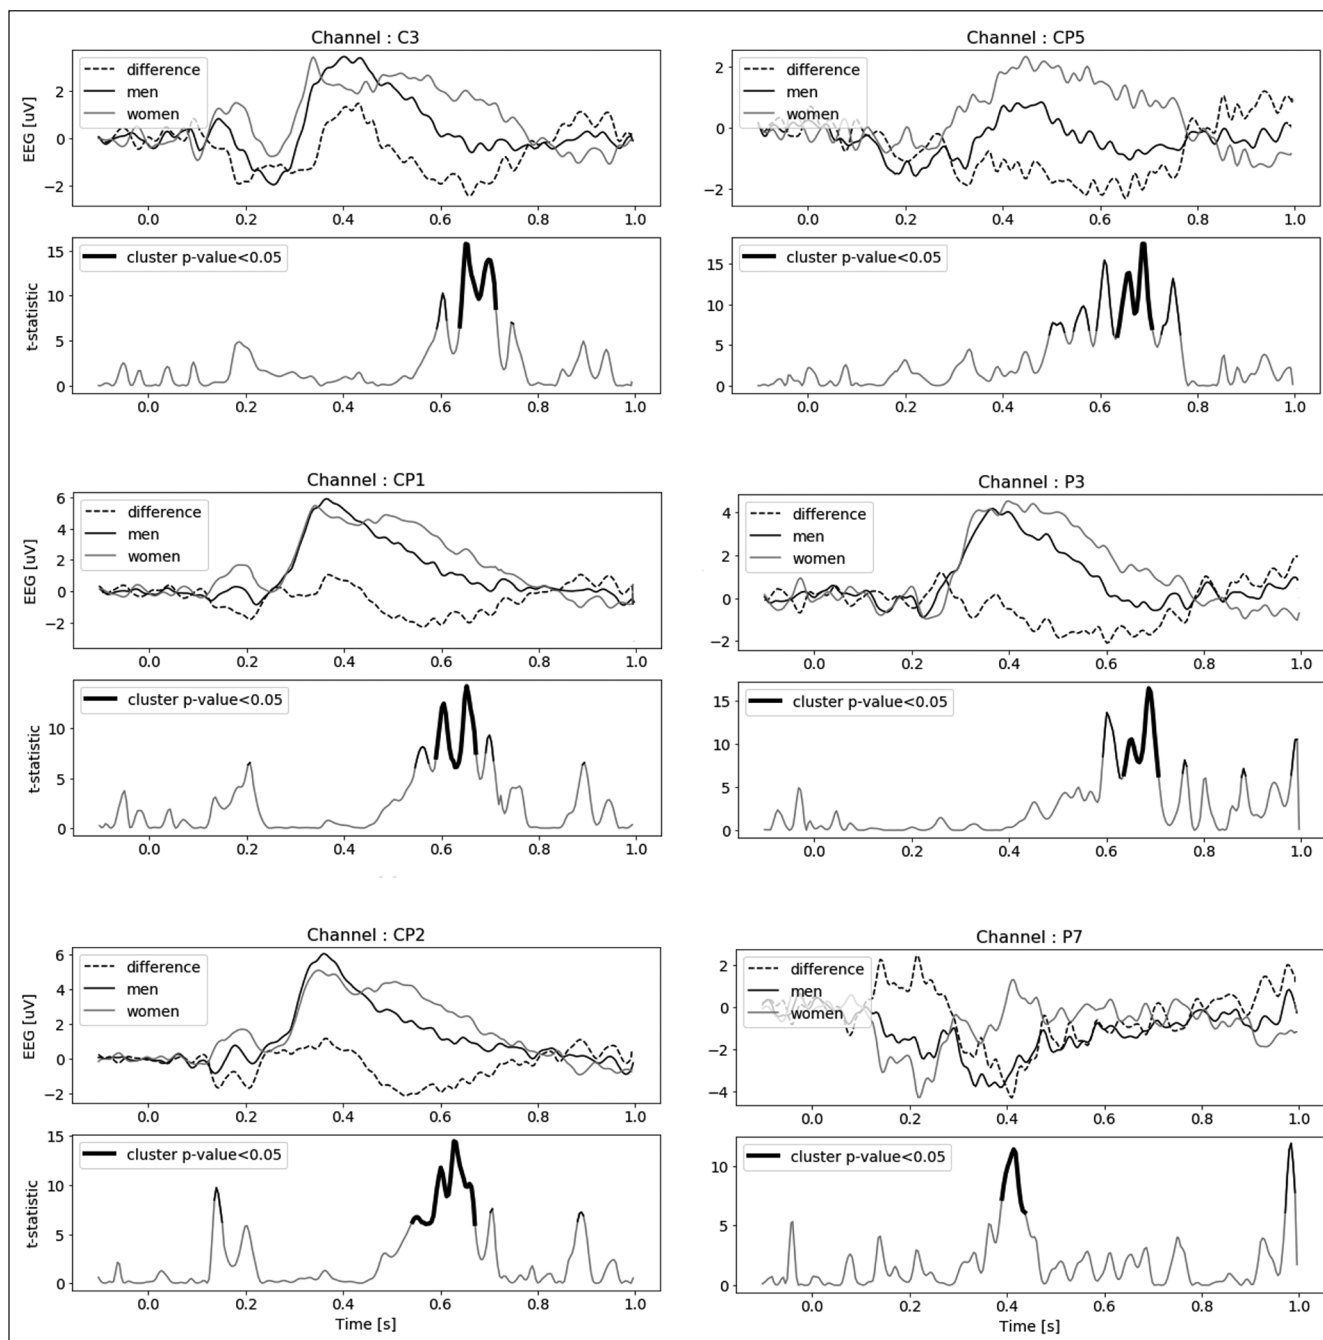 Channel : C3
difference
men
women
EEG [uV]
2
0
−2
0.0 0.2 0.4 0.6 0.8 1.0
cluster p-value<0.05
t-statistic
15
10
5
0
0.0 0.2 0.4 0.6 0.8 1.0
Channel : CP5
difference
men
women
2
0
−2
0.0 0.2 0.4 0.6 0.8 1.0
cluster p-value<0.05
15
10
5
0
0.0 0.2 0.4 0.6 0.8 1.0
Channel : CP1
difference
men
women
EEG [uV]
6
4
2
0
−2
0.0 0.2 0.4 0.6 0.8 1.0
cluster p-value<0.05
t-statistic
10
5
0
0.0 0.2 0.4 0.6 0.8 1.0
Channel : P3
difference
men
women
4
2
0
−2
0.0 0.2 0.4 0.6 0.8 1.0
cluster p-value<0.05
15
10
5
0
0.0 0.2 0.4 0.6 0.8 1.0
Channel : CP2
difference
men
women
EEG [uV]
6
4
2
0
−2
0.0 0.2 0.4 0.6 0.8 1.0
cluster p-value<0.05
t-statistic
15
10
5
0
0.0 0.2 0.4 0.6 0.8 1.0
Time [s]
Channel : P7
difference
men
women
2
0
−2
−4
0.0 0.2 0.4 0.6 0.8 1.0
cluster p-value<0.05
10
5
0
0.0 0.2 0.4 0.6 0.8 1.0
Time [s]